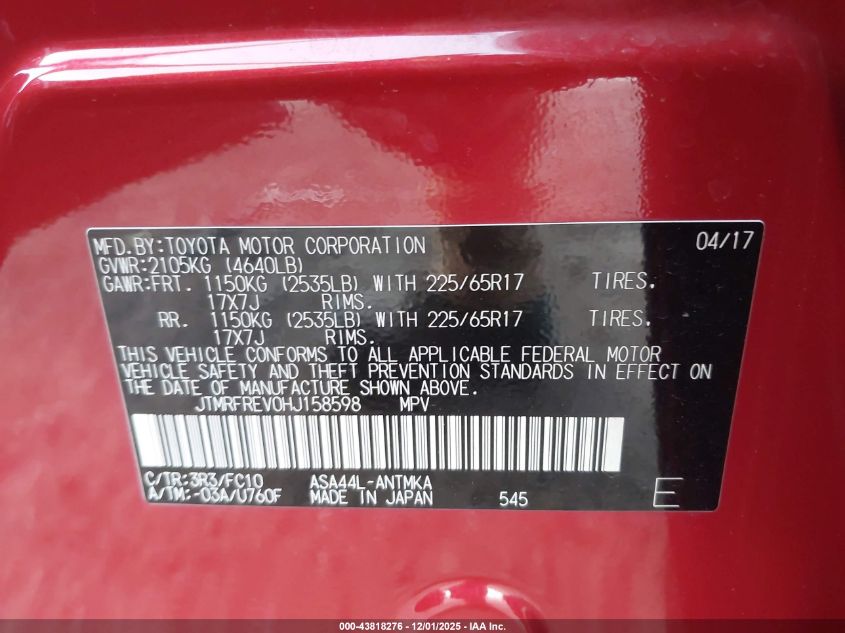 MFD.BY:TOYOTA MOTOR CORPORATION 04/17
GVWR:2105KG (4640LB)
GAWR:FRT. 1150KG (2535LB) WITH 225/65R17 TIRES.
17X7J RIMS.
RR. 1150KG (2535LB) WITH 225/65R17 TIRES.
17X7J RIMS.
THIS VEHICLE CONFORMS TO ALL APPLICABLE FEDERAL MOTOR
VEHICLE SAFETY AND THEFT PREVENTION STANDARDS IN EFFECT ON
THE DATE OF MANUFACTURE SHOWN ABOVE.
JTMRFREV0HJ158598 MPV
C/TR:3R3/FC10 ASA44L-ANTMKA
A/TM:-03A/U760F MADE IN JAPAN 545 E
000-43818276 - 12/01/2025 - IAA Inc.